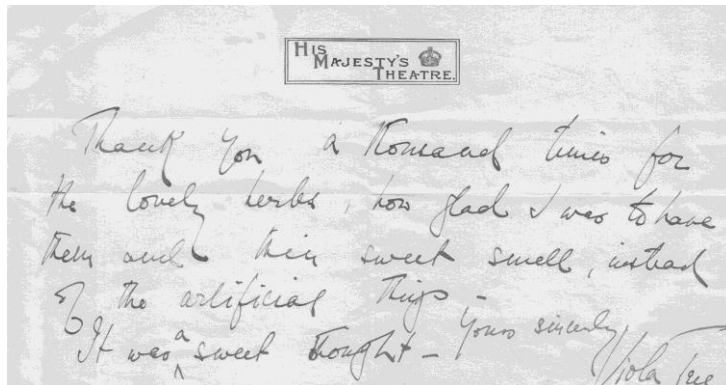 HIS
MAJESTY'S
THEATRE.
Thank you a thousand times for
the lovely herbs, how glad I was to have
them and their sweet smell, instead
of the artificial things –
It was a sweet thought – Yours sincerely
Viola Tree